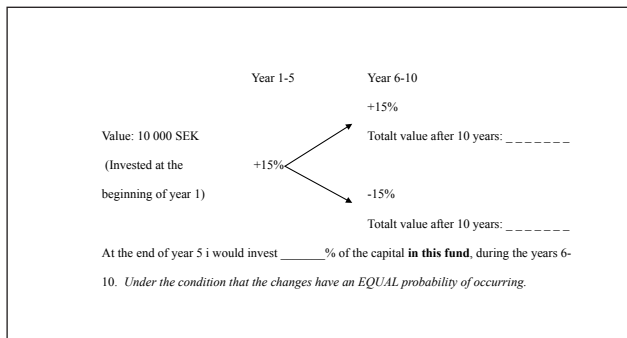 Year 1-5 Year 6-10
+15%
Value: 10 000 SEK Totalt value after 10 years: _ _ _ _ _ _ _
(Invested at the +15%
beginning of year 1) -15%
Totalt value after 10 years: _ _ _ _ _ _ _
At the end of year 5 i would invest _______% of the capital in this fund, during the years 6-
10. Under the condition that the changes have an EQUAL probability of occurring.